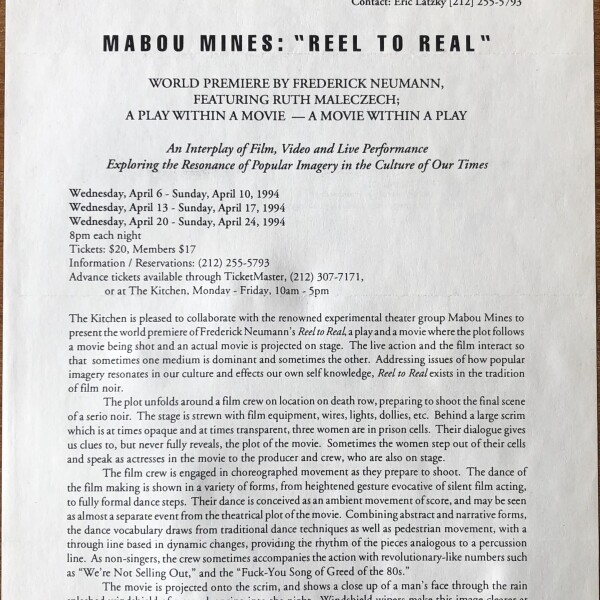 Contact: Eric Latzky [212] 255-5793
MABOU MINES: "REEL TO REAL"
WORLD PREMIERE BY FREDERICK NEUMANN,
FEATURING RUTH MALECZECH;
A PLAY WITHIN A MOVIE — A MOVIE WITHIN A PLAY
An Interplay of Film, Video and Live Performance
Exploring the Resonance of Popular Imagery in the Culture of Our Times
Wednesday, April 6 - Sunday, April 10, 1994
Wednesday, April 13 - Sunday, April 17, 1994
Wednesday, April 20 - Sunday, April 24, 1994
8pm each night
Tickets: $20, Members $17
Information / Reservations: (212) 255-5793
Advance tickets available through TicketMaster, (212) 307-7171,
or at The Kitchen, Monday - Friday, 10am - 5pm
The Kitchen is pleased to collaborate with the renowned experimental theater group Mabou Mines to
present the world premiere of Frederick Neumann's Reel to Real, a play and a movie where the plot follows
a movie being shot and an actual movie is projected on stage. The live action and the film interact so
that sometimes one medium is dominant and sometimes the other. Addressing issues of how popular
imagery resonates in our culture and effects our own self knowledge, Reel to Real exists in the tradition
of film noir.
The plot unfolds around a film crew on location on death row, preparing to shoot the final scene
of a serio noir. The stage is strewn with film equipment, wires, lights, dollies, etc. Behind a large scrim
which is at times opaque and at times transparent, three women are in prison cells. Their dialogue gives
us clues to, but never fully reveals, the plot of the movie. Sometimes the women step out of their cells
and speak as actresses in the movie to the producer and crew, who are also on stage.
The film crew is engaged in choreographed movement as they prepare to shoot. The dance of
the film making is shown in a variety of forms, from heightened gesture evocative of silent film acting,
to fully formal dance steps. Their dance is conceived as an ambient movement of score, and may be seen
as almost a separate event from the theatrical plot of the movie. Combining abstract and narrative forms,
the dance vocabulary draws from traditional dance techniques as well as pedestrian movement, with a
through line based in dynamic changes, providing the rhythm of the pieces analogous to a percussion
line. As non-singers, the crew sometimes accompanies the action with revolutionary-like numbers such
as "We're Not Selling Out," and the "Fuck-You Song of Greed of the 80s."
The movie is projected onto the scrim, and shows a close up of a man's face through the rain